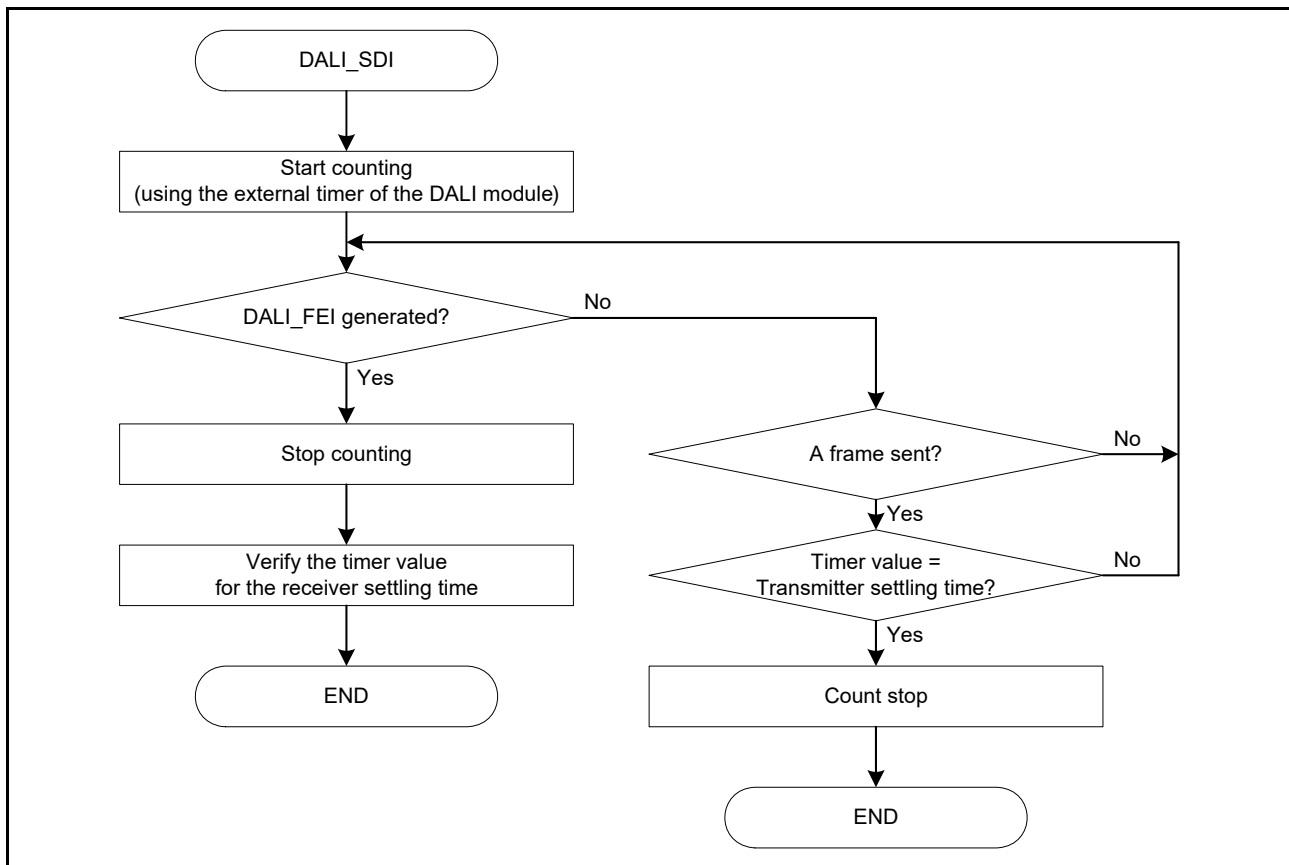 DALI_SDI
Start counting
(using the external timer of the DALI module)
DALI_FEI generated?
No
Yes
Stop counting
Verify the timer value
for the receiver settling time
END
A frame sent?
No
Yes
Timer value =
Transmitter settling time?
No
Yes
Count stop
END